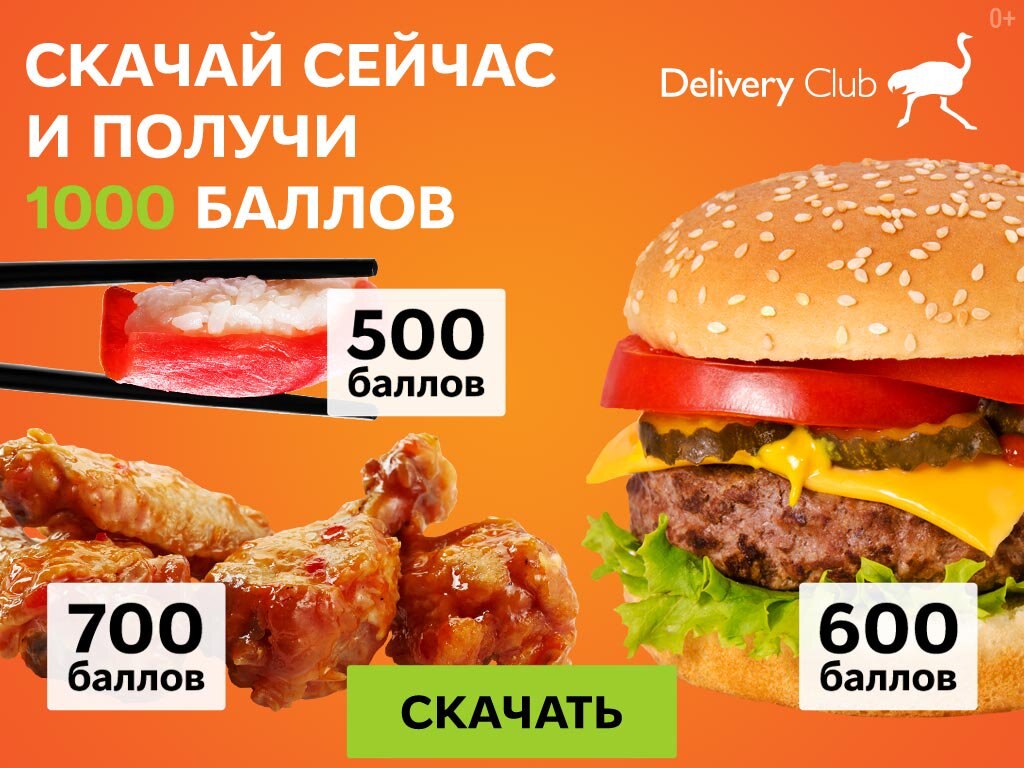 0+
СКАЧАЙ СЕЙЧАС
И ПОЛУЧИ
1000 БАЛЛОВ
Delivery Club
500
баллов
700
баллов
600
баллов
СКАЧАТЬ